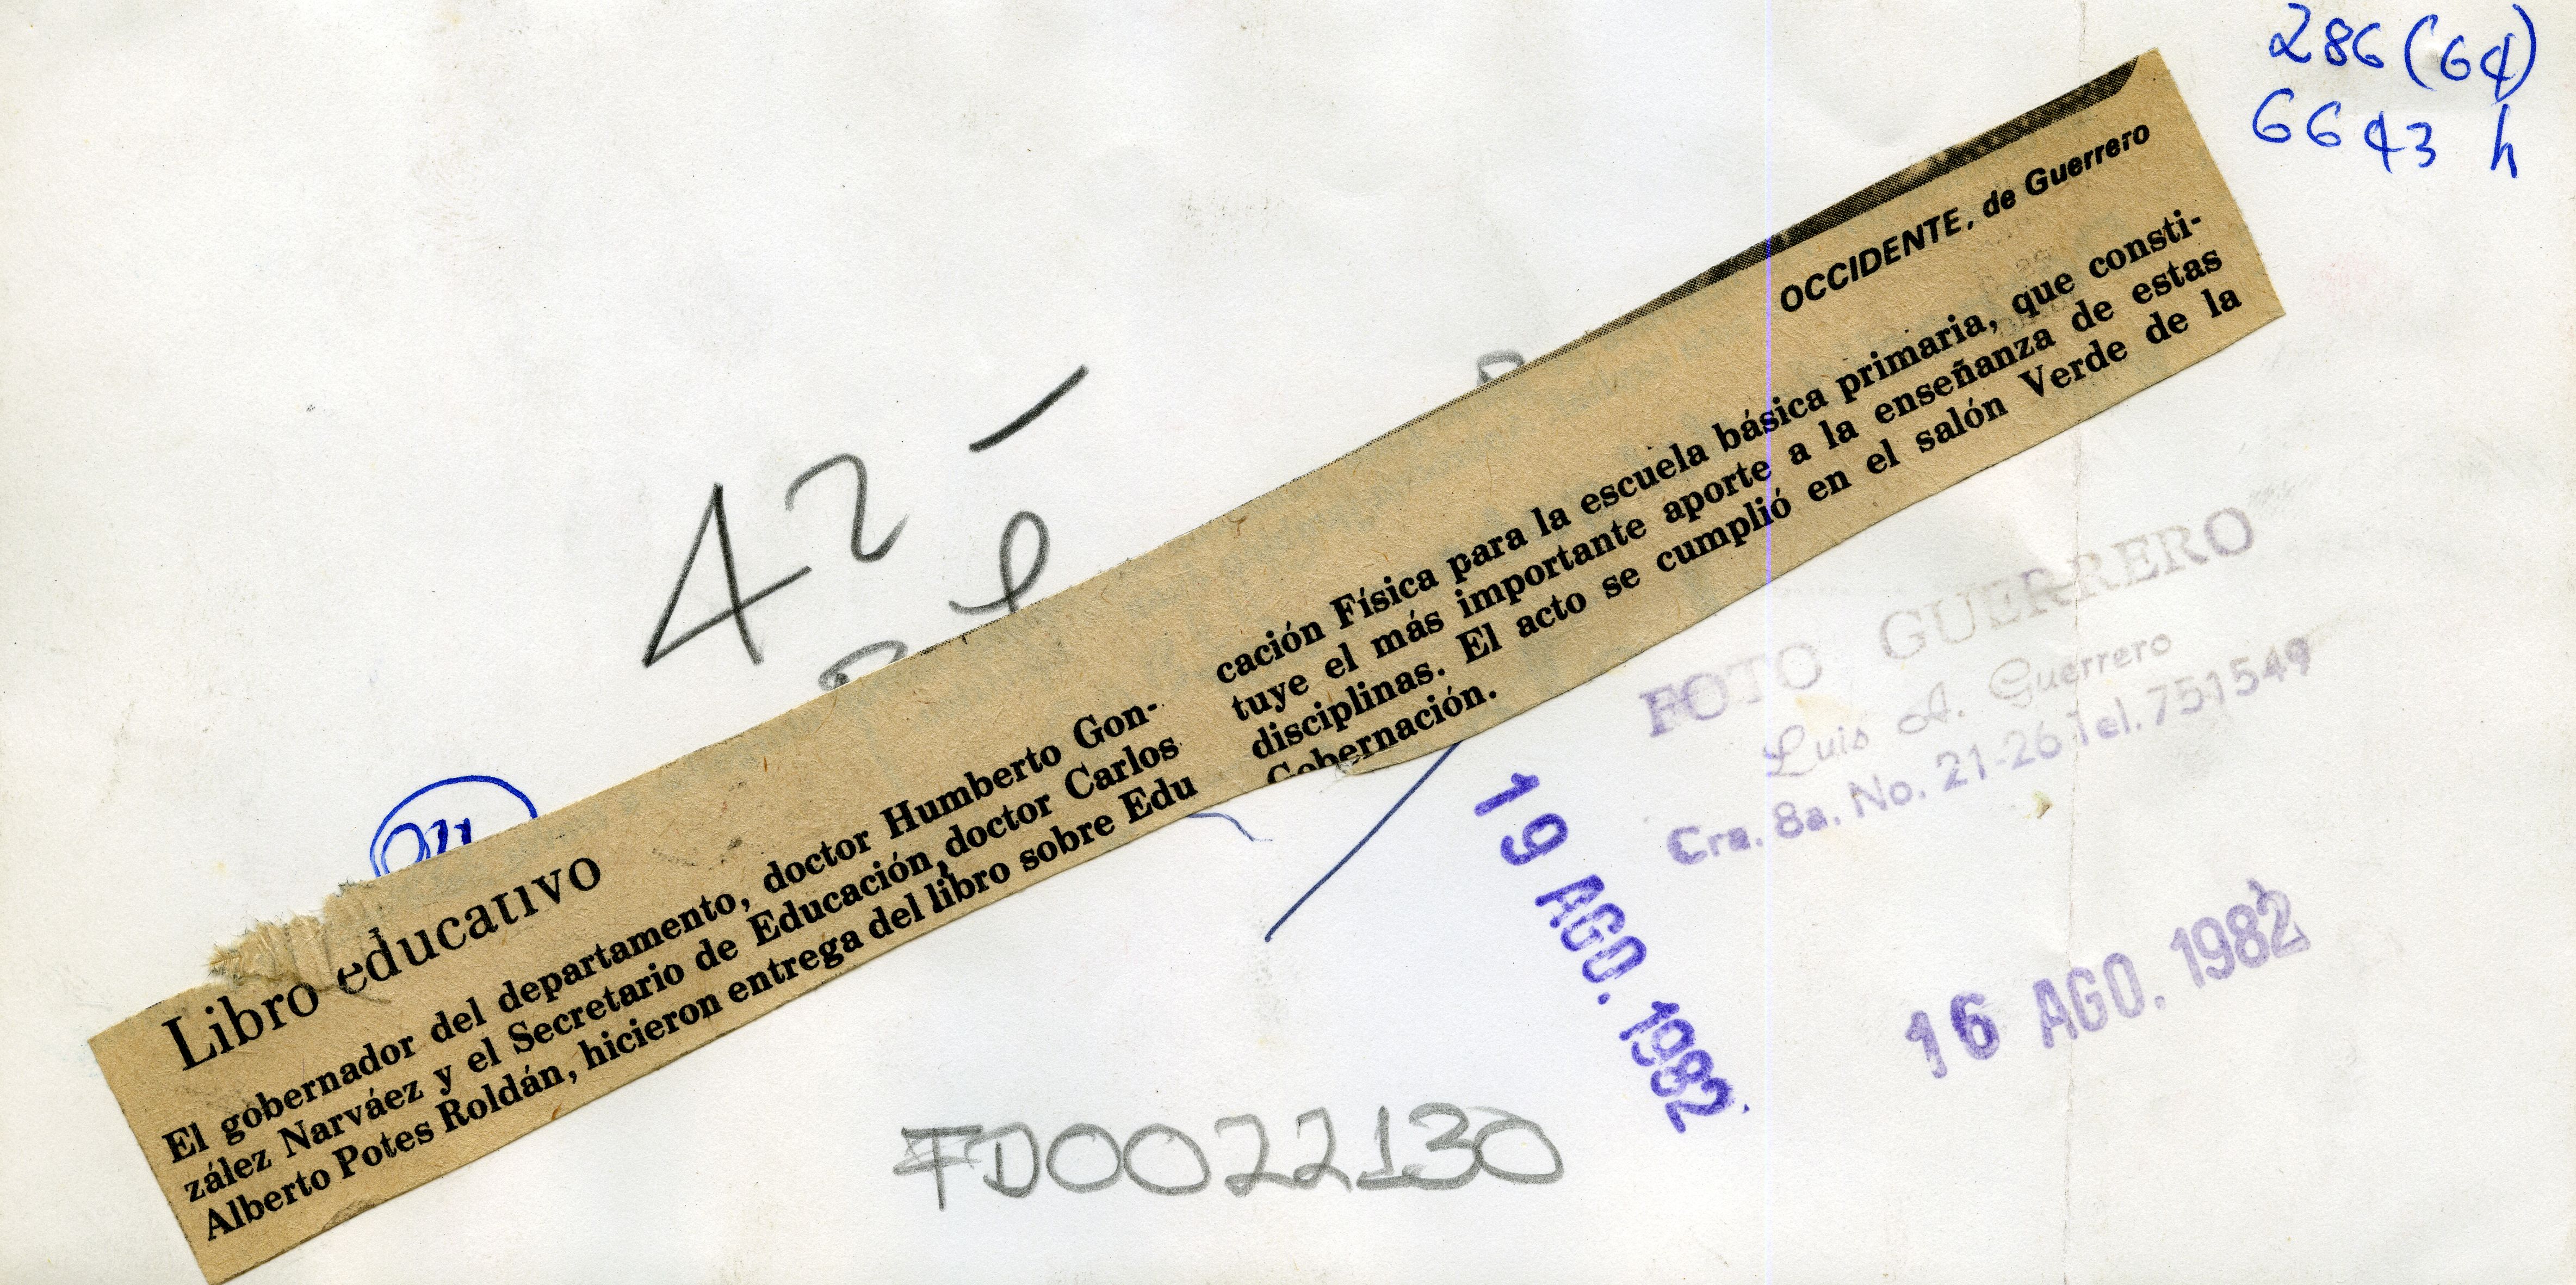 286 (64)
6643 h
42 -
OCCIDENTE, de Guerrero
Libro educativo
El gobernador del departamento, doctor Humberto Gon-
zález Narváez y el Secretario de Educación, doctor Carlos
Alberto Potes Roldán, hicieron entrega del libro sobre Edu
cación Física para la escuela básica primaria, que consti-
tuye el más importante aporte a la enseñanza de estas
disciplinas. El acto se cumplió en el salón Verde de la
Gobernación.
FOTO GUERRERO
Luis A. Guerrero
Cra. 8a. No. 21-26 Tel. 751549
19 AGO. 1982
16 AGO. 1982
FD0022130